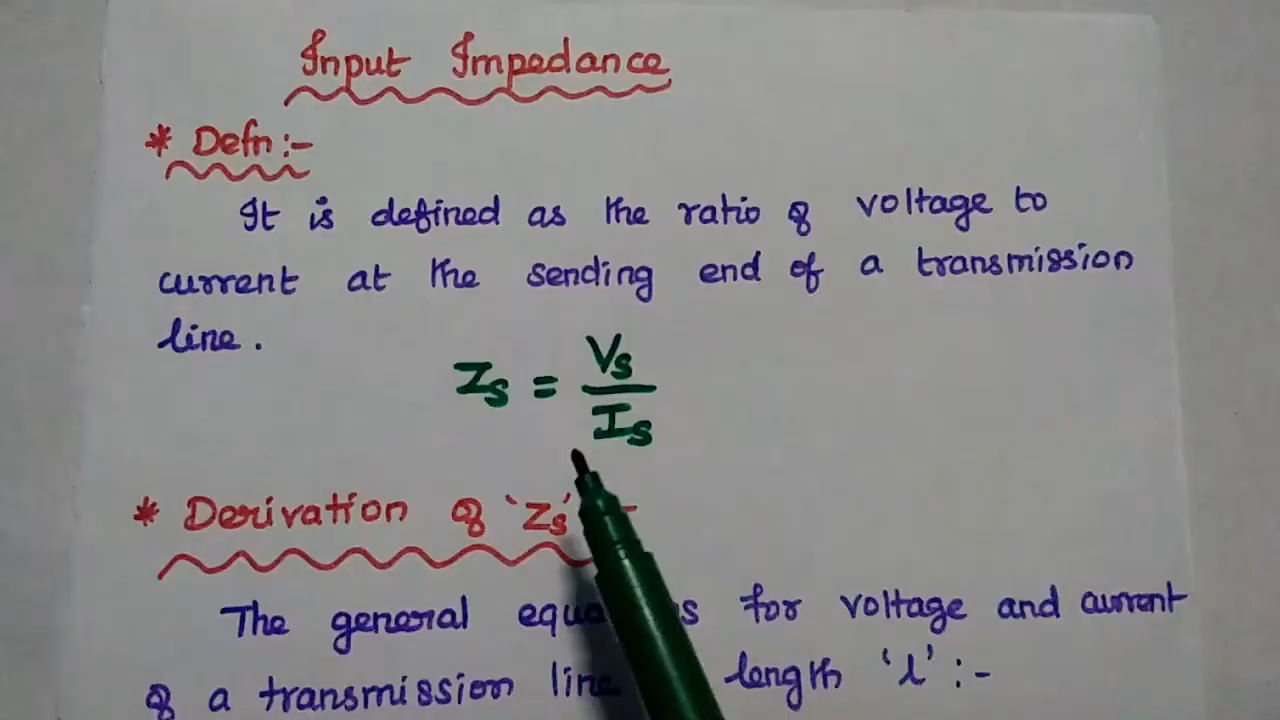 Input Impedance
* Defn :-
It is defined as the ratio of voltage to
current at the sending end of a transmission
line.
Zs = Vs / Is
* Derivation of 'Zs' -
The general for voltage and current
of a transmission line length 'l' :-